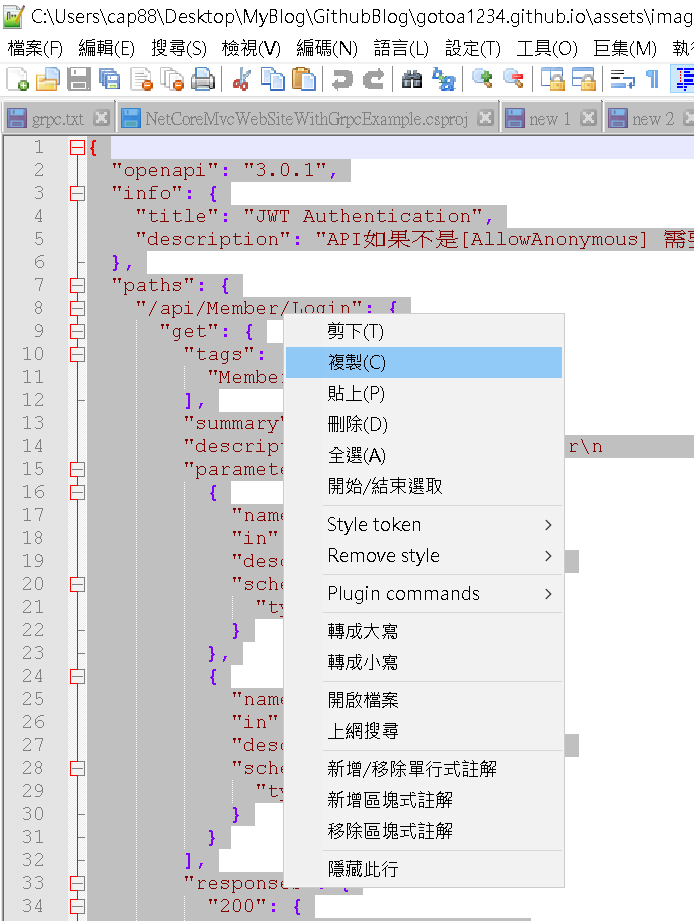 C:\Users\cap88\Desktop\MyBlog\GithubBlog\gotoa1234.github.io\assets\imag
檔案(F) 編輯(E) 搜尋(S) 檢視(V) 編碼(N) 語言(L) 設定(T) 工具(O) 巨集(M) 執行
grpc.txt NetCoreMvcWebSiteWithGrpcExample.csproj new 1 new 2
1 {
2 "openapi": "3.0.1",
3 "info": {
4 "title": "JWT Authentication",
5 "description": "API如果不是[AllowAnonymous] 需要
6 },
7 "paths": {
8 "/api/Member/Login": {
9 "get": {
10 "tags":
11 "Member
12 ],
13 "summary"
14 "descript r\n
15 "paramete
16 {
17 "name
18 "in"
19 "desc
20 "sche
21 "ty
22 }
23 },
24 {
25 "name
26 "in"
27 "desc
28 "sche
29 "ty
30 }
31 }
32 ],
33 "responses": {
34 "200": {
剪下(T)
複製(C)
貼上(P)
刪除(D)
全選(A)
開始/結束選取
Style token
Remove style
Plugin commands
轉成大寫
轉成小寫
開啟檔案
上網搜尋
新增/移除單行式註解
新增區塊式註解
移除區塊式註解
隱藏此行